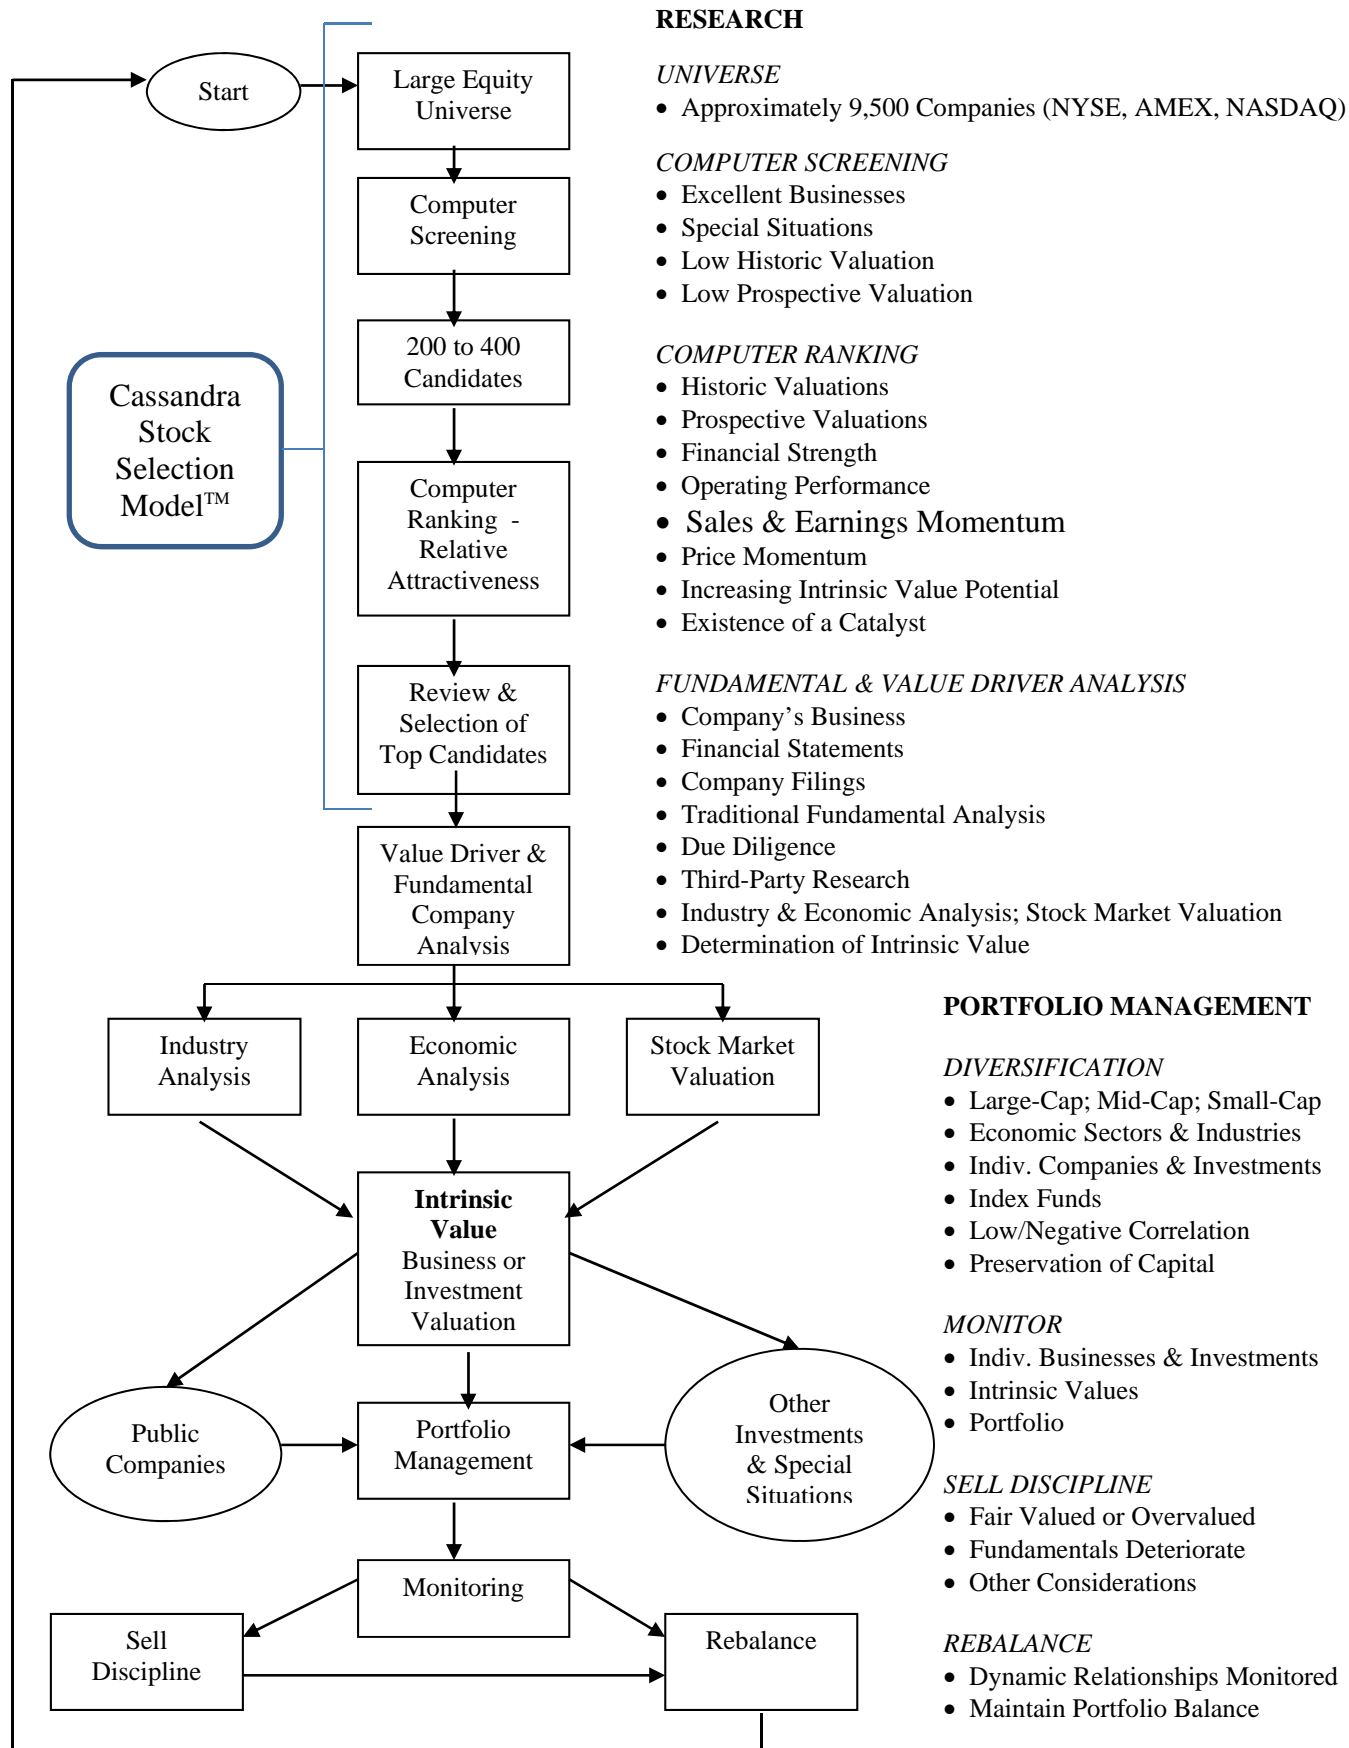 Start
Large Equity
Universe
Computer
Screening
200 to 400
Candidates
Cassandra
Stock
Selection
Model™
Computer
Ranking -
Relative
Attractiveness
Review &
Selection of
Top Candidates
Value Driver &
Fundamental
Company
Analysis
Industry
Analysis
Economic
Analysis
Stock Market
Valuation
Intrinsic
Value
Business or
Investment
Valuation
Public
Companies
Portfolio
Management
Other
Investments
& Special
Situations
Monitoring
Sell
Discipline
Rebalance
RESEARCH
UNIVERSE
• Approximately 9,500 Companies (NYSE, AMEX, NASDAQ)
COMPUTER SCREENING
• Excellent Businesses
• Special Situations
• Low Historic Valuation
• Low Prospective Valuation
COMPUTER RANKING
• Historic Valuations
• Prospective Valuations
• Financial Strength
• Operating Performance
• Sales & Earnings Momentum
• Price Momentum
• Increasing Intrinsic Value Potential
• Existence of a Catalyst
FUNDAMENTAL & VALUE DRIVER ANALYSIS
• Company’s Business
• Financial Statements
• Company Filings
• Traditional Fundamental Analysis
• Due Diligence
• Third-Party Research
• Industry & Economic Analysis; Stock Market Valuation
• Determination of Intrinsic Value
PORTFOLIO MANAGEMENT
DIVERSIFICATION
• Large-Cap; Mid-Cap; Small-Cap
• Economic Sectors & Industries
• Indiv. Companies & Investments
• Index Funds
• Low/Negative Correlation
• Preservation of Capital
MONITOR
• Indiv. Businesses & Investments
• Intrinsic Values
• Portfolio
SELL DISCIPLINE
• Fair Valued or Overvalued
• Fundamentals Deteriorate
• Other Considerations
REBALANCE
• Dynamic Relationships Monitored
• Maintain Portfolio Balance